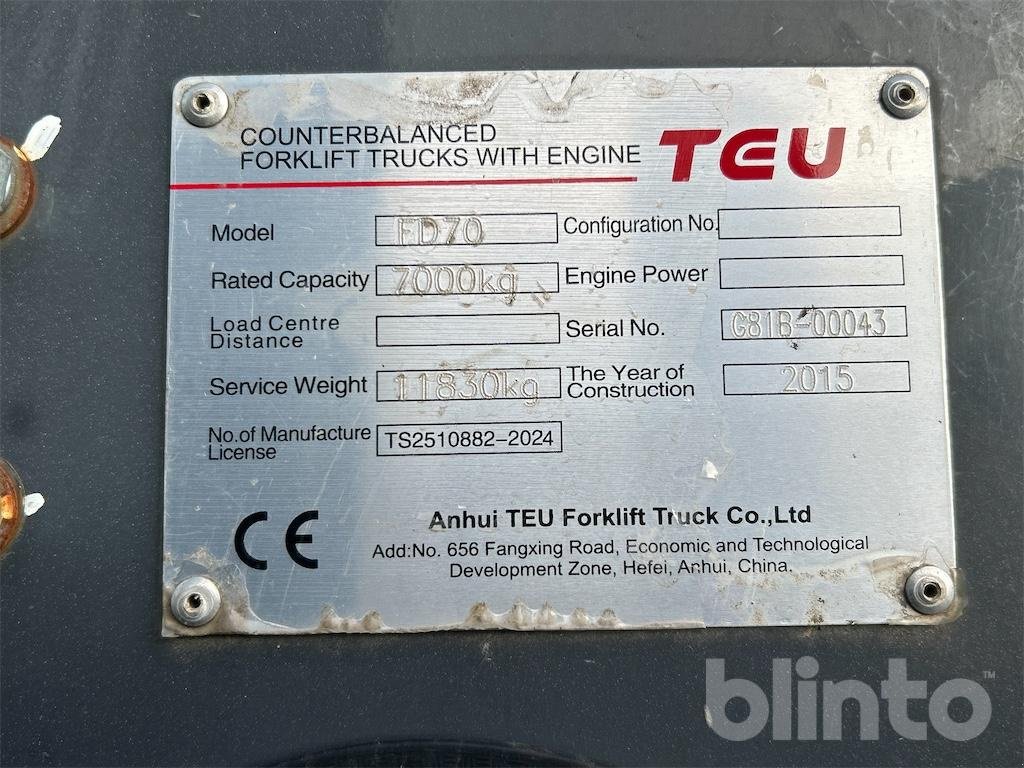 COUNTERBALANCED
FORKLIFT TRUCKS WITH ENGINE
TEU
Model FD70 Configuration No.
Rated Capacity 7000kg Engine Power
Load Centre
Distance
Serial No. G81B-00043
Service Weight 11830kg
The Year of
Construction
2015
No.of Manufacture
License
TS2510882-2024
CE
Anhui TEU Forklift Truck Co.,Ltd
Add:No. 656 Fangxing Road, Economic and Technological
Development Zone, Hefei, Anhui, China.
blinto™